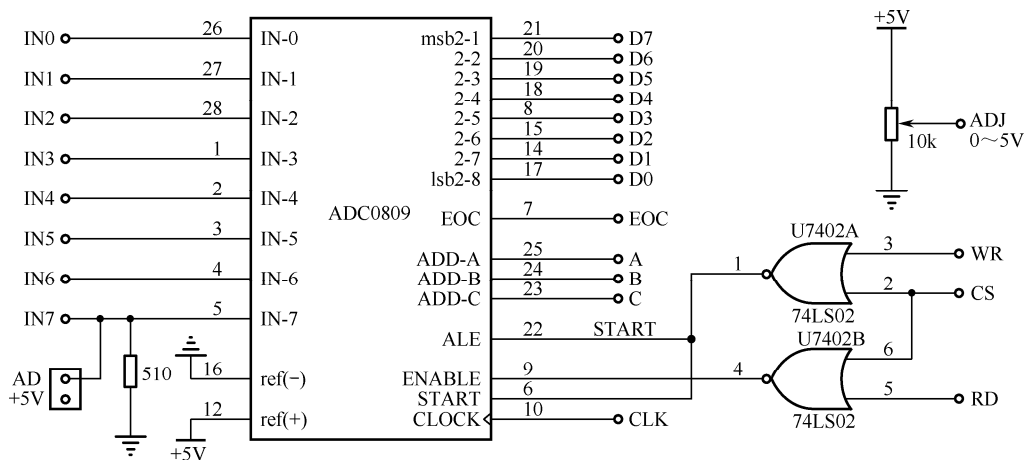 IN0 26 IN-0 msb2-1 21 D7
2-2 20 D6
IN1 27 IN-1 2-3 19 D5
2-4 18 D4
IN2 28 IN-2 2-5 8 D3
2-6 15 D2
IN3 1 IN-3 2-7 14 D1
lsb2-8 17 D0
IN4 2 IN-4
ADC0809
EOC 7 EOC
IN5 3 IN-5
ADD-A 25 A
IN6 4 IN-6 ADD-B 24 B
ADD-C 23 C
IN7 5 IN-7
ALE 22 START
AD 510 16 ref(−) ENABLE 9
+5V START 6
12 ref(+) CLOCK 10 CLK
+5V
+5V
10k ADJ
0～5V
U7402A
1 3 WR
2 CS
74LS02
U7402B
4 6
5 RD
74LS02